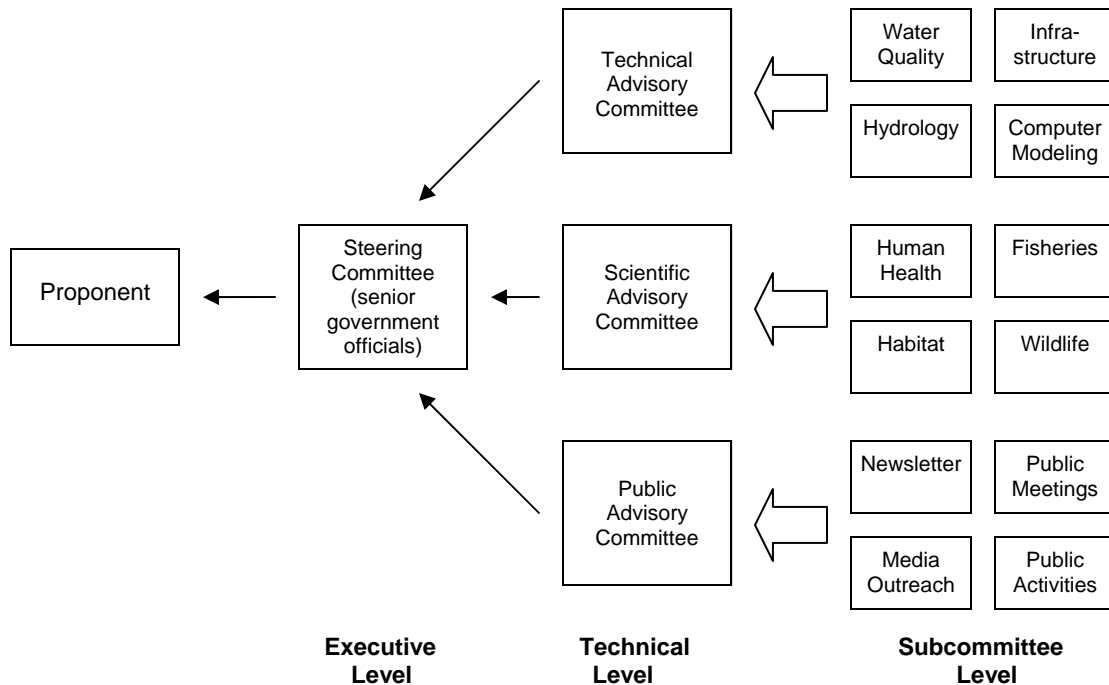 Technical
Advisory
Committee
Water
Quality
Infra-
structure
Hydrology
Computer
Modeling
Proponent
Steering
Committee
(senior
government
officials)
Scientific
Advisory
Committee
Human
Health
Fisheries
Habitat
Wildlife
Public
Advisory
Committee
Newsletter
Public
Meetings
Media
Outreach
Public
Activities
Executive
Level
Technical
Level
Subcommittee
Level